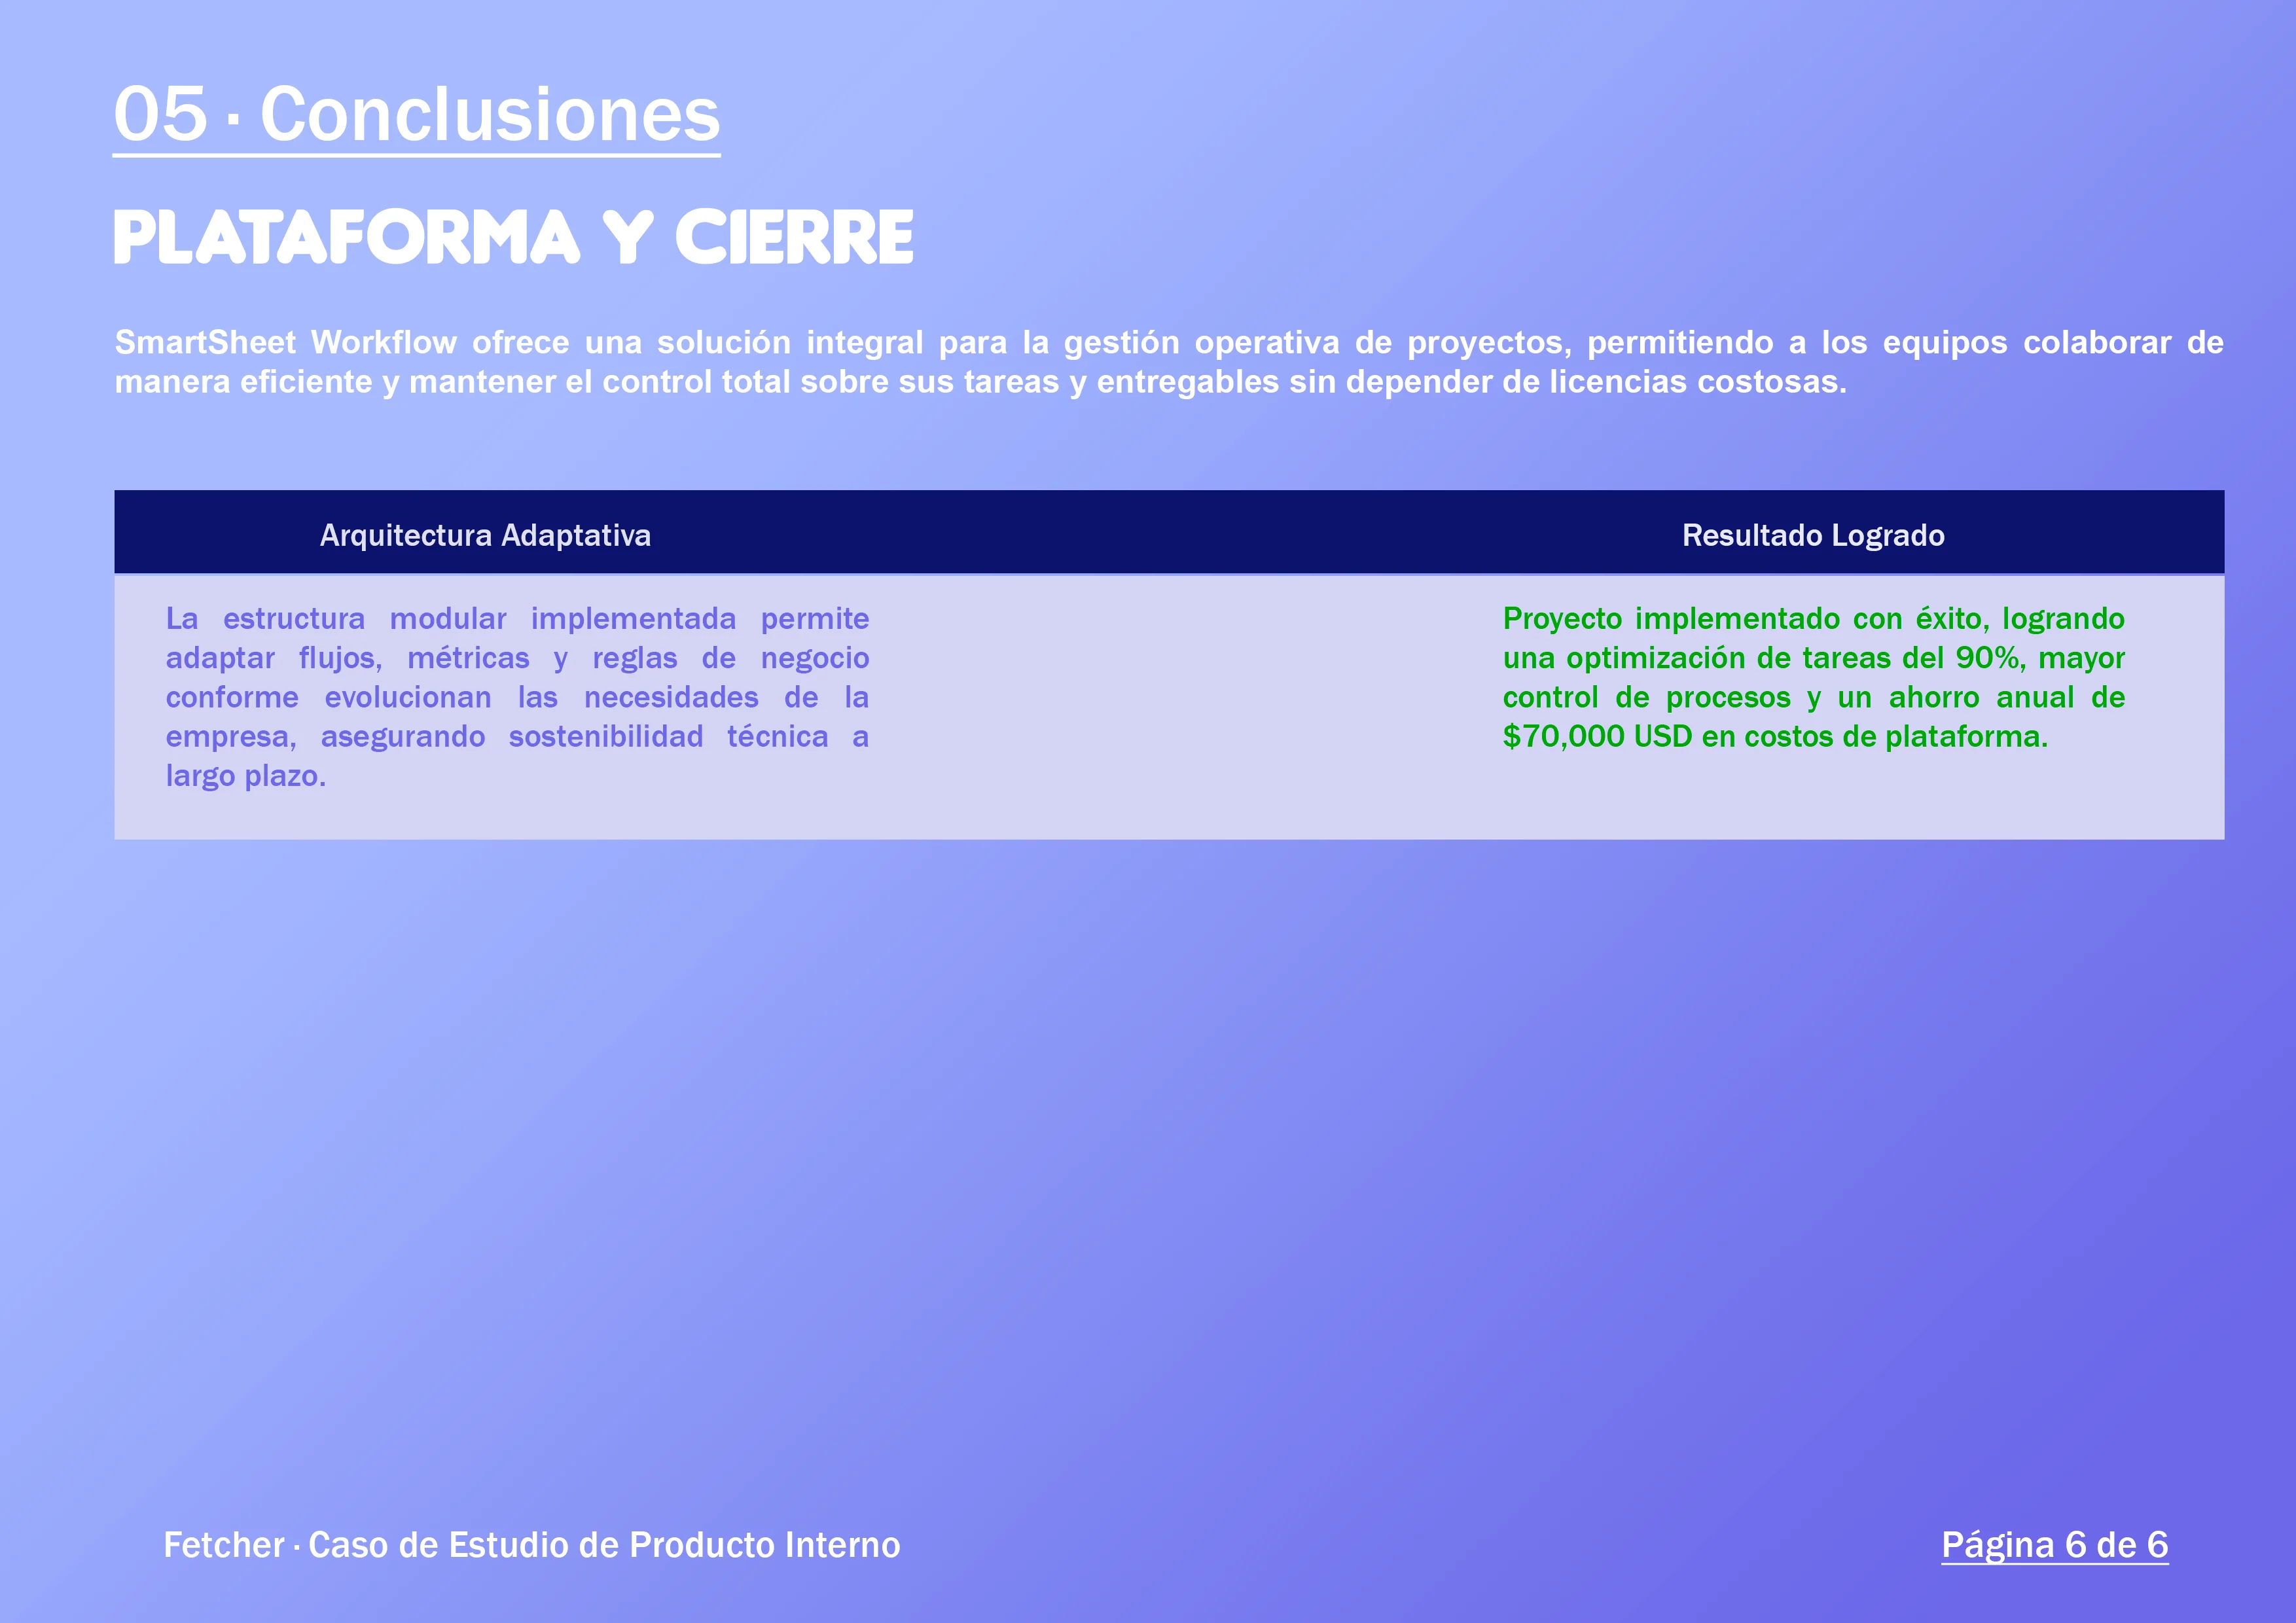 05 · Conclusiones
PLATAFORMA Y CIERRE
SmartSheet Workflow ofrece una solución integral para la gestión operativa de proyectos, permitiendo a los equipos colaborar de
manera eficiente y mantener el control total sobre sus tareas y entregables sin depender de licencias costosas.
Arquitectura Adaptativa
La estructura modular implementada permite
adaptar flujos, métricas y reglas de negocio
conforme evolucionan las necesidades de la
empresa, asegurando sostenibilidad técnica a
largo plazo.
Resultado Logrado
Proyecto implementado con éxito, logrando
una optimización de tareas del 90%, mayor
control de procesos y un ahorro anual de
$70,000 USD en costos de plataforma.
Fetcher · Caso de Estudio de Producto Interno
Página 6 de 6